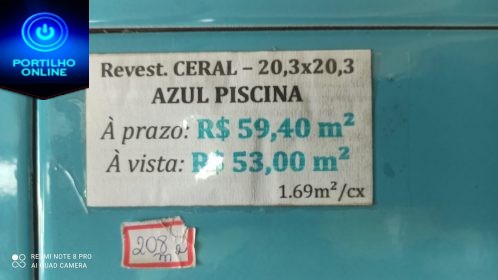 PORTILHO
ONLINE
Revest. CERAL – 20,3x20,3
AZUL PISCINA
À prazo: R$ 59,40 m²
À vista: R$ 53,00 m²
1.69m²/cx
208
REDMI NOTE 8 PRO
AI QUAD CAMERA